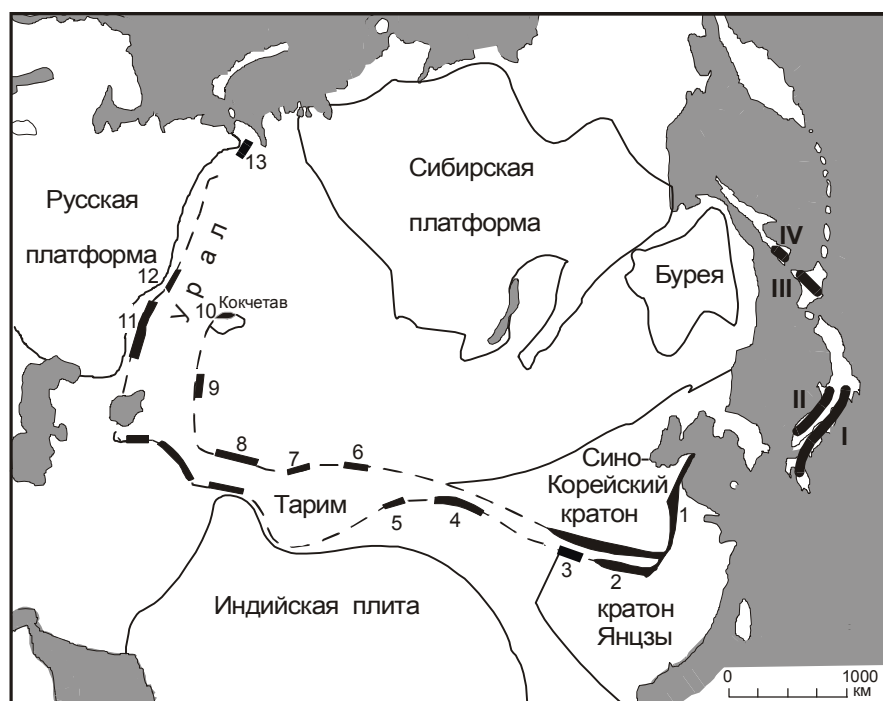 13
Русская
платформа
Урал
Сибирская
платформа
IV
III
Бурея
12
11
10
Кокчетав
9
II
I
8
7
6
Сино-
Корейский
кратон
1
Тарим
5
4
3
2
Индийская плита
кратон
Янцзы
0
1000
км